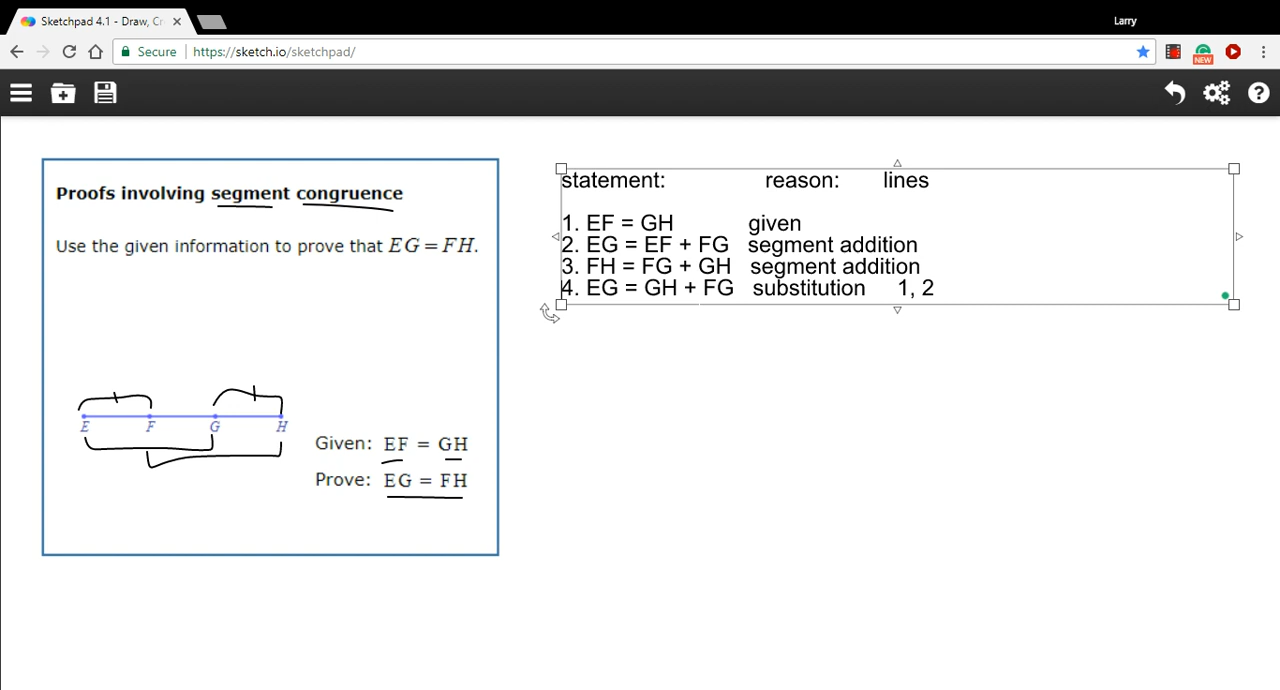 Larry
Sketchpad 4.1 - Draw, Cr
Secure https://sketch.io/sketchpad/
NEW
Proofs involving segment congruence
Use the given information to prove that EG = FH.
E F G H
Given: EF = GH
Prove: EG = FH
statement: reason: lines
1. EF = GH given
2. EG = EF + FG segment addition
3. FH = FG + GH segment addition
4. EG = GH + FG substitution 1, 2